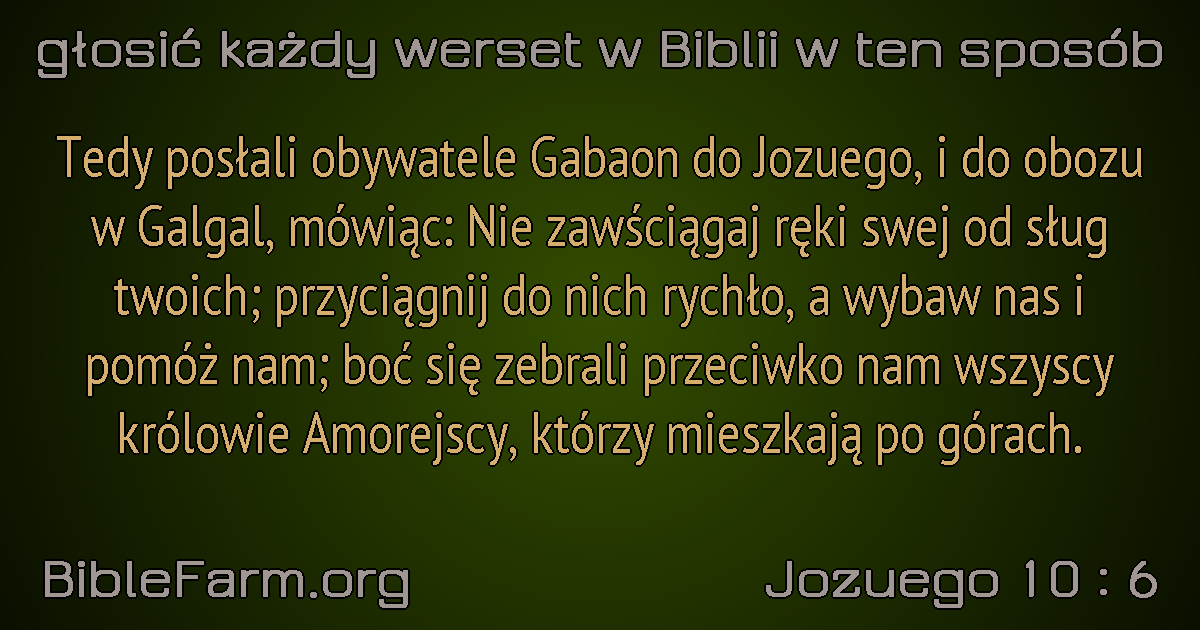 głosić każdy werset w Biblii w ten sposób
Tedy posłali obywatele Gabaon do Jozuego, i do obozu
w Galgal, mówiąc: Nie zawściągaj ręki swej od sług
twoich; przyciągnij do nich rychło, a wybaw nas i
pomóż nam; boć się zebrali przeciwko nam wszyscy
królowie Amorejscy, którzy mieszkają po górach.
BibleFarm.org
Jozuego 10 : 6